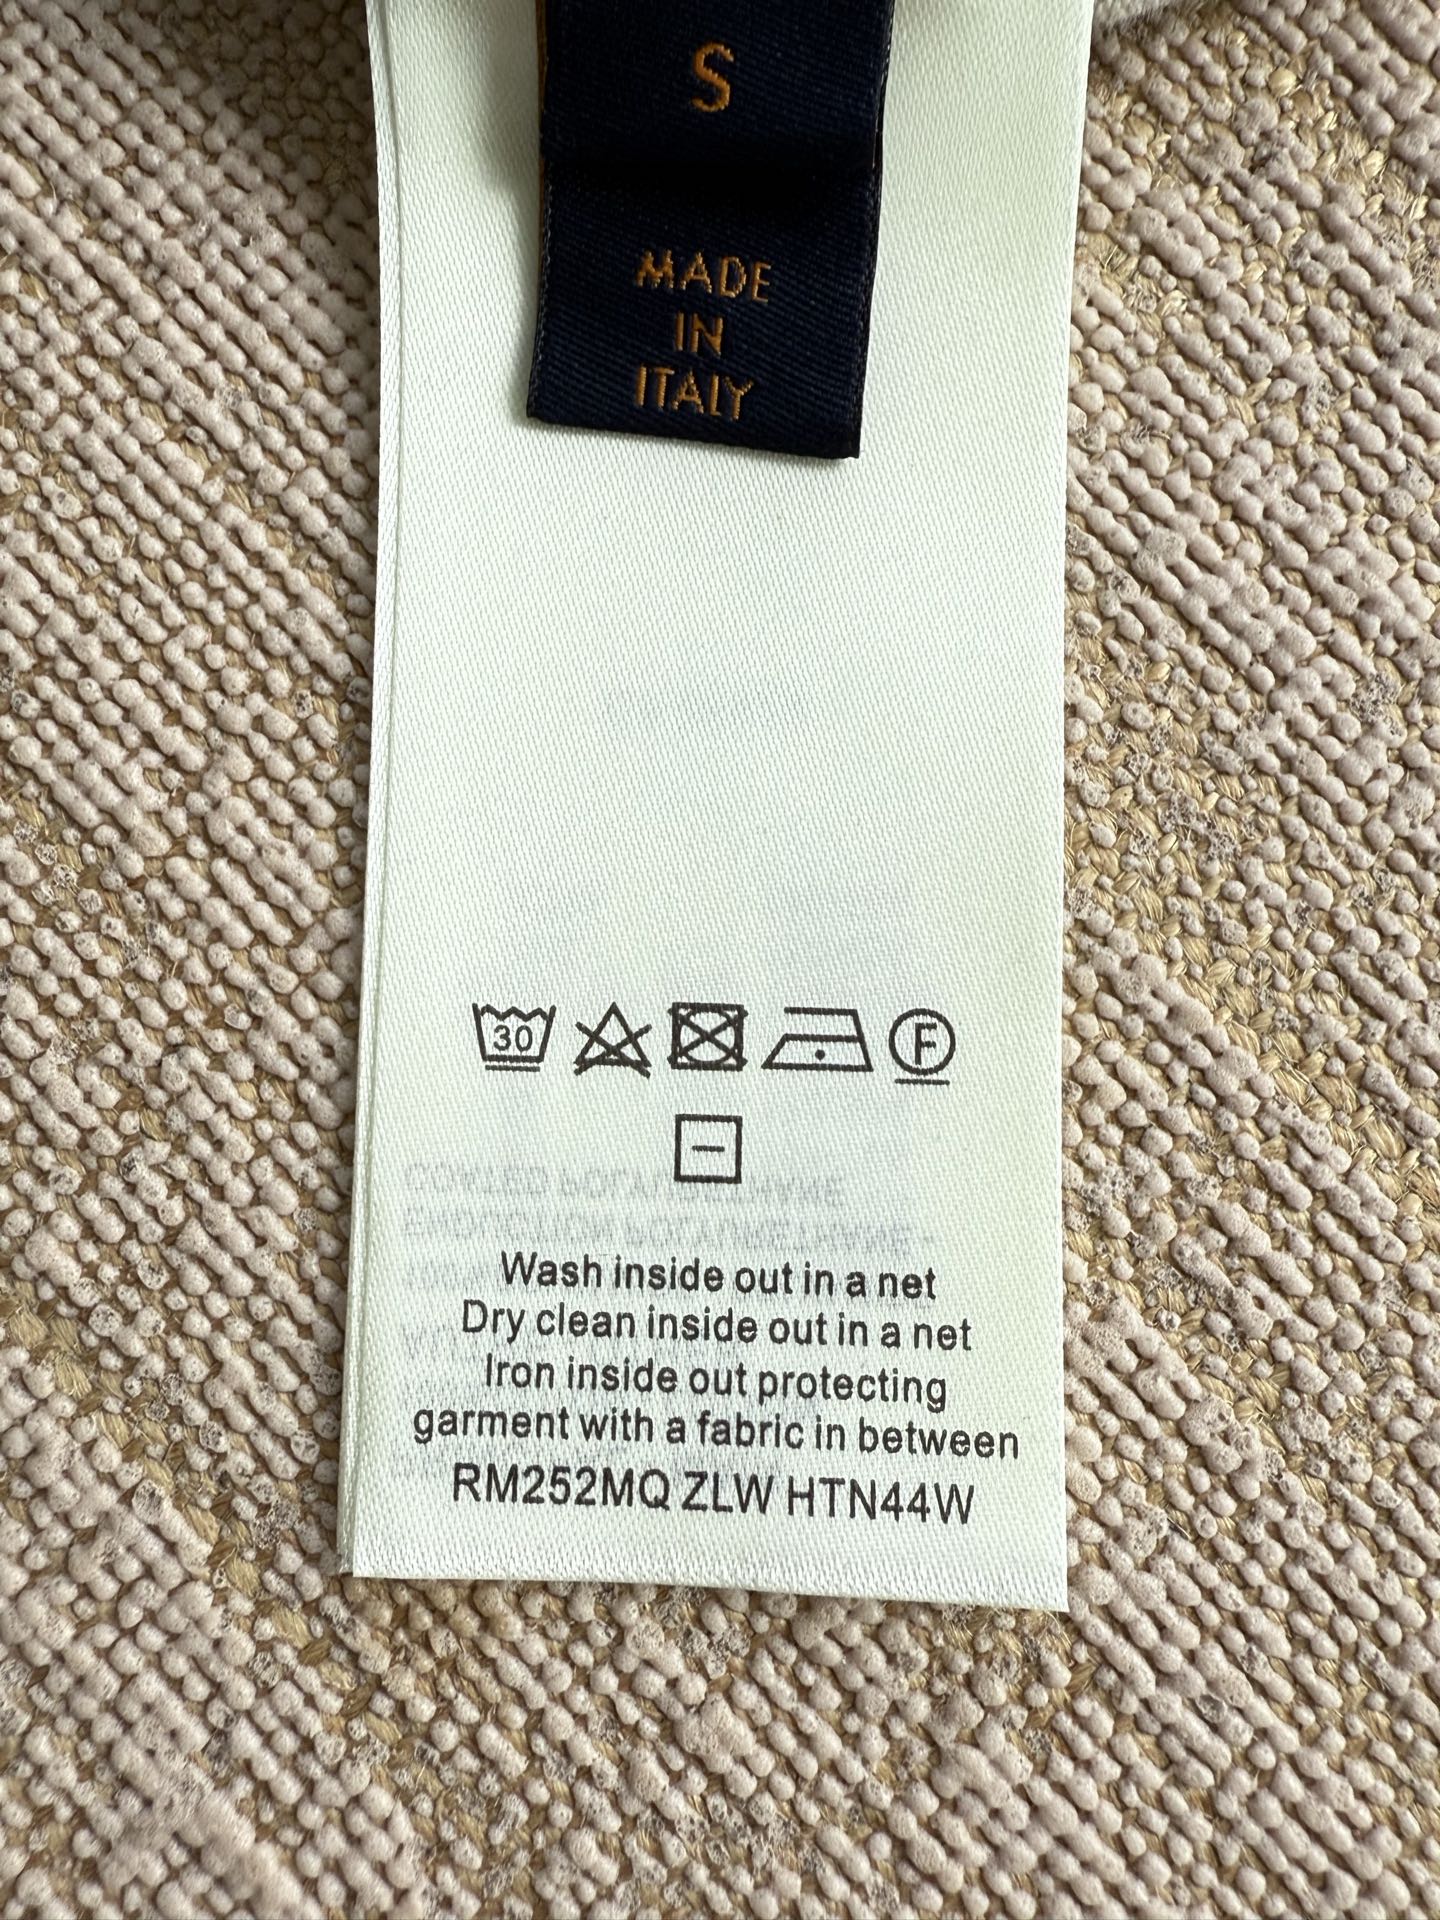 S
MADE
IN
ITALY
30
F
Wash inside out in a net
Dry clean inside out in a net
Iron inside out protecting
garment with a fabric in between
RM252MQ ZLW HTN44W